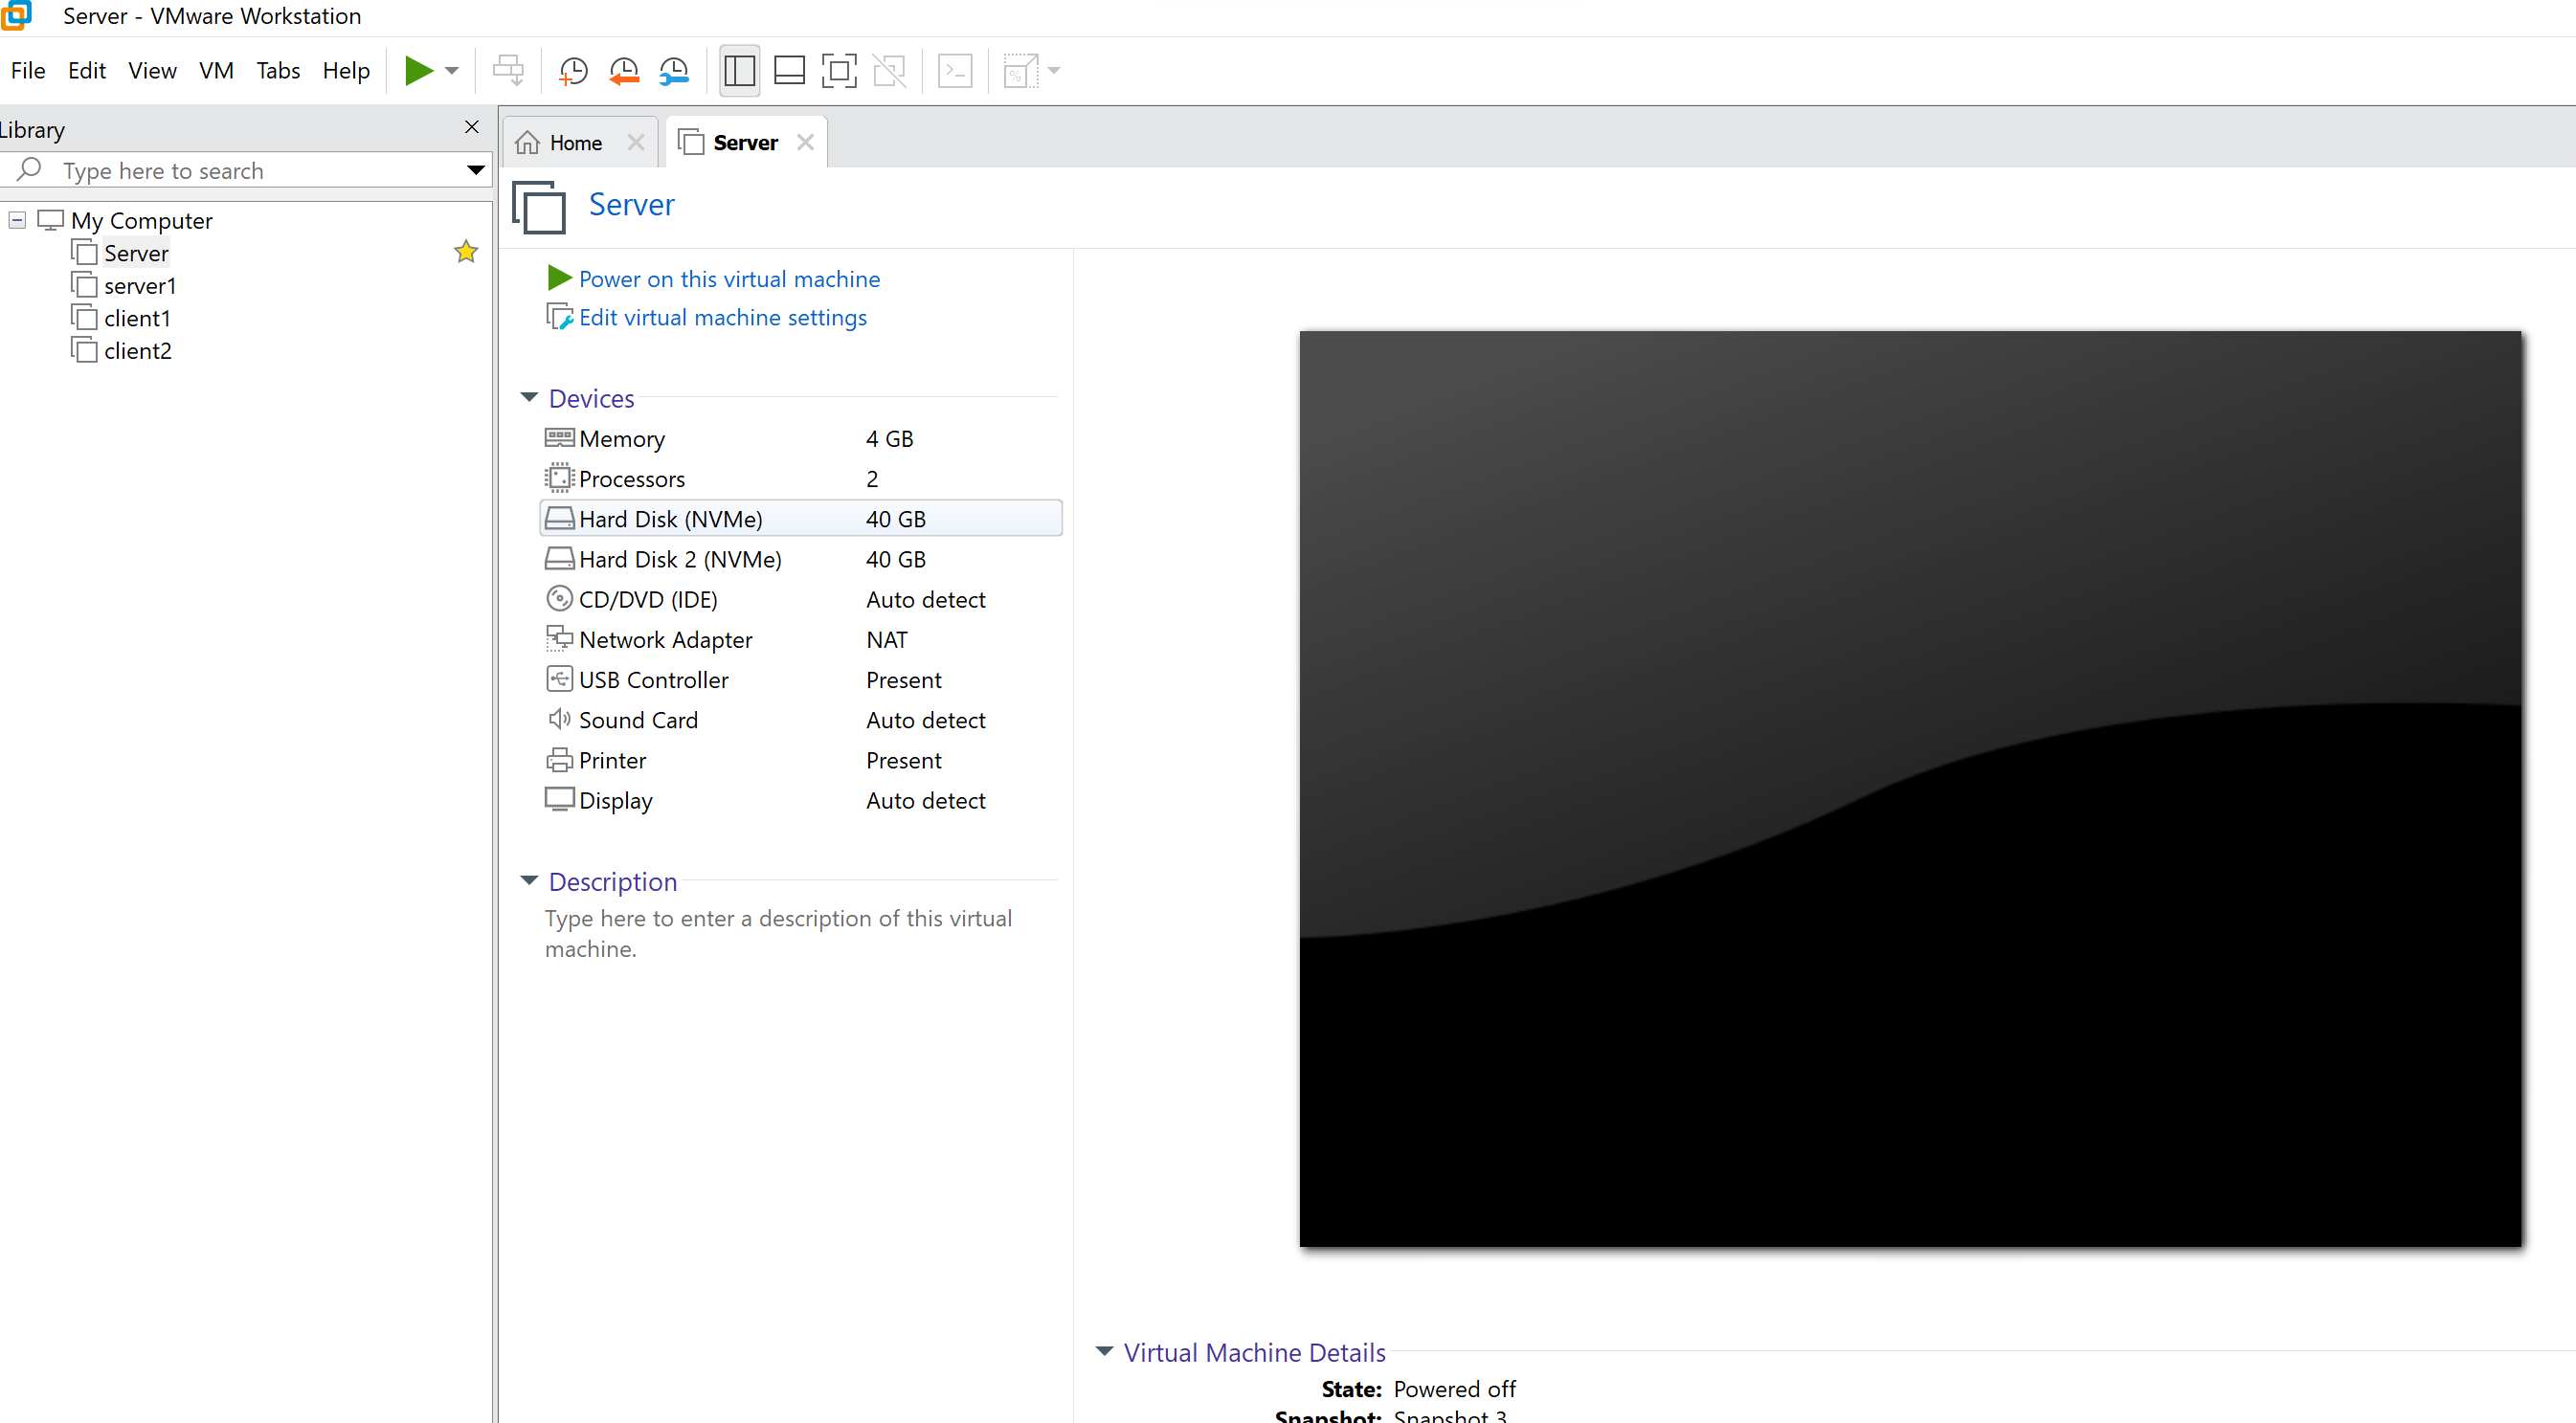 Server - VMware Workstation
File Edit View VM Tabs Help
Library
Type here to search
My Computer
Server
server1
client1
client2
Home
Server
Server
Power on this virtual machine
Edit virtual machine settings
Devices
Memory 4 GB
Processors 2
Hard Disk (NVMe) 40 GB
Hard Disk 2 (NVMe) 40 GB
CD/DVD (IDE) Auto detect
Network Adapter NAT
USB Controller Present
Sound Card Auto detect
Printer Present
Display Auto detect
Description
Type here to enter a description of this virtual
machine.
Virtual Machine Details
State: Powered off
Snapshot: Snapshot 3